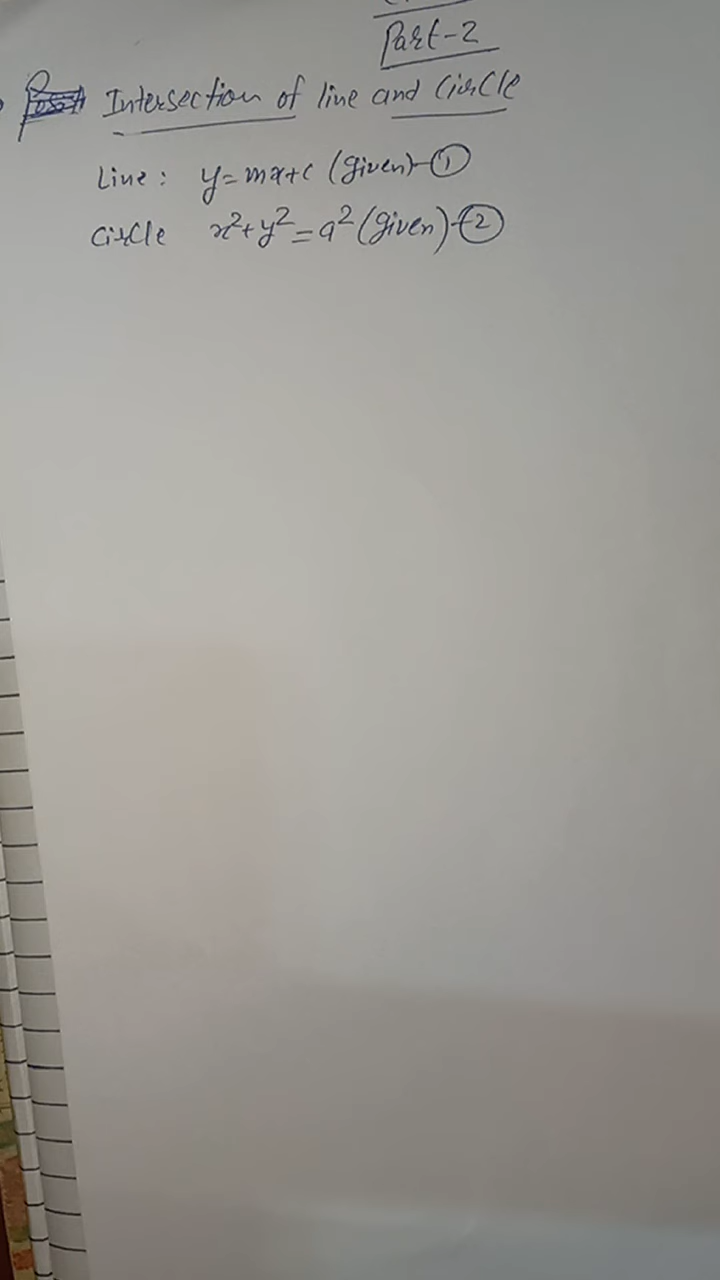 Part-2
Intersection of line and Circle
Line: y=mx+c (given)-①
Circle x²+y²=a² (given)-②